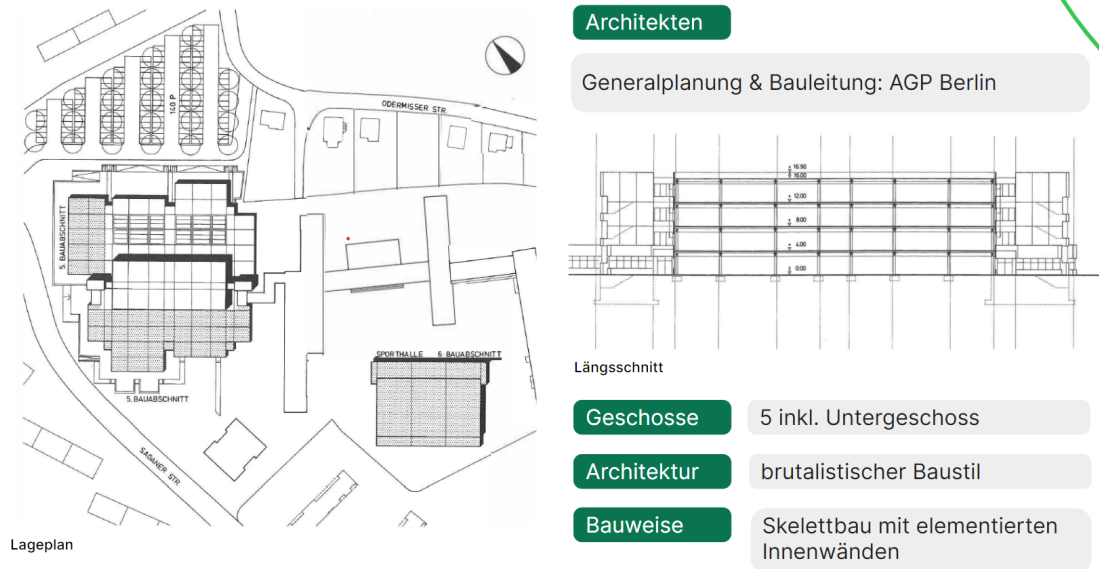 140 P
ODERMISSER STR.
5. BAUABSCHNITT
SPORTHALLE 6. BAUABSCHNITT
5. BAUABSCHNITT
SAGANER STR.
Lageplan
Architekten
Generalplanung & Bauleitung: AGP Berlin
16.90
16.00
12.00
8.00
4.00
0.00
Längsschnitt
Geschosse
5 inkl. Untergeschoss
Architektur
brutalistischer Baustil
Bauweise
Skelettbau mit elementierten
Innenwänden